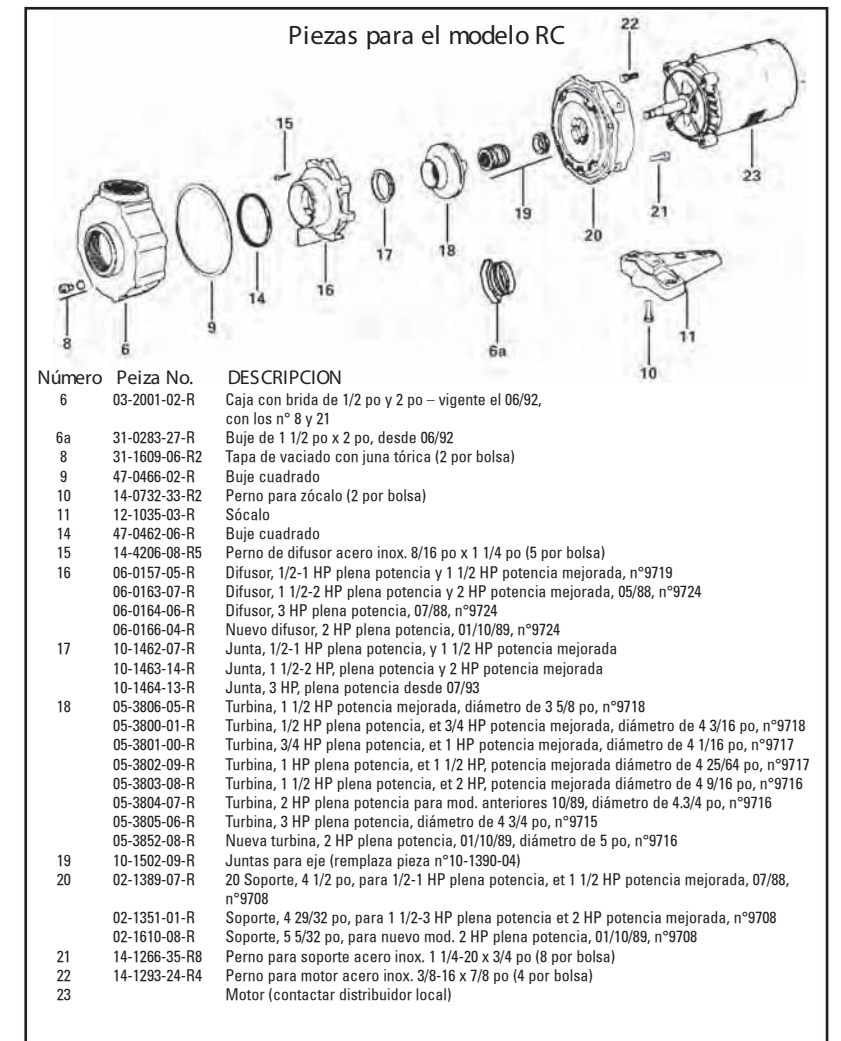 Piezas para el modelo RC
22
15
23
19
21
20
17
18
16
14
9
8
6
6a
11
10
Número Peiza No. DESCRIPCION
6 03-2001-02-R Caja con brida de 1/2 po y 2 po – vigente el 06/92,
con los n° 8 y 21
6a 31-0283-27-R Buje de 1 1/2 po x 2 po, desde 06/92
8 31-1609-06-R2 Tapa de vaciado con juna tórica (2 por bolsa)
9 47-0466-02-R Buje cuadrado
10 14-0732-33-R2 Perno para zócalo (2 por bolsa)
11 12-1035-03-R Sócalo
14 47-0462-06-R Buje cuadrado
15 14-4206-08-R5 Perno de difusor acero inox. 8/16 po x 1 1/4 po (5 por bolsa)
16 06-0157-05-R Difusor, 1/2-1 HP plena potencia y 1 1/2 HP potencia mejorada, n°9719
06-0163-07-R Difusor, 1 1/2-2 HP plena potencia y 2 HP potencia mejorada, 05/88, n°9724
06-0164-06-R Difusor, 3 HP plena potencia, 07/88, n°9724
06-0166-04-R Nuevo difusor, 2 HP plena potencia, 01/10/89, n°9724
17 10-1462-07-R Junta, 1/2-1 HP plena potencia, y 1 1/2 HP potencia mejorada
10-1463-14-R Junta, 1 1/2-2 HP, plena potencia y 2 HP potencia mejorada
10-1464-13-R Junta, 3 HP, plena potencia desde 07/93
18 05-3806-05-R Turbina, 1 1/2 HP potencia mejorada, diámetro de 3 5/8 po, n°9718
05-3800-01-R Turbina, 1/2 HP plena potencia, et 3/4 HP potencia mejorada, diámetro de 4 3/16 po, n°9718
05-3801-00-R Turbina, 3/4 HP plena potencia, et 1 HP potencia mejorada, diámetro de 4 1/16 po, n°9717
05-3802-09-R Turbina, 1 HP plena potencia, et 1 1/2 HP, potencia mejorada diámetro de 4 25/64 po, n°9717
05-3803-08-R Turbina, 1 1/2 HP plena potencia, et 2 HP, potencia mejorada diámetro de 4 9/16 po, n°9716
05-3804-07-R Turbina, 2 HP plena potencia para mod. anteriores 10/89, diámetro de 4.3/4 po, n°9716
05-3805-06-R Turbina, 3 HP plena potencia, diámetro de 4 3/4 po, n°9715
05-3852-08-R Nueva turbina, 2 HP plena potencia, 01/10/89, diámetro de 5 po, n°9716
19 10-1502-09-R Juntas para eje (remplaza pieza n°10-1390-04)
20 02-1389-07-R 20 Soporte, 4 1/2 po, para 1/2-1 HP plena potencia, et 1 1/2 HP potencia mejorada, 07/88,
n°9708
02-1351-01-R Soporte, 4 29/32 po, para 1 1/2-3 HP plena potencia et 2 HP potencia mejorada, n°9708
02-1610-08-R Soporte, 5 5/32 po, para nuevo mod. 2 HP plena potencia, 01/10/89, n°9708
21 14-1266-35-R8 Perno para soporte acero inox. 1 1/4-20 x 3/4 po (8 por bolsa)
22 14-1293-24-R4 Perno para motor acero inox. 3/8-16 x 7/8 po (4 por bolsa)
23 Motor (contactar distribuidor local)